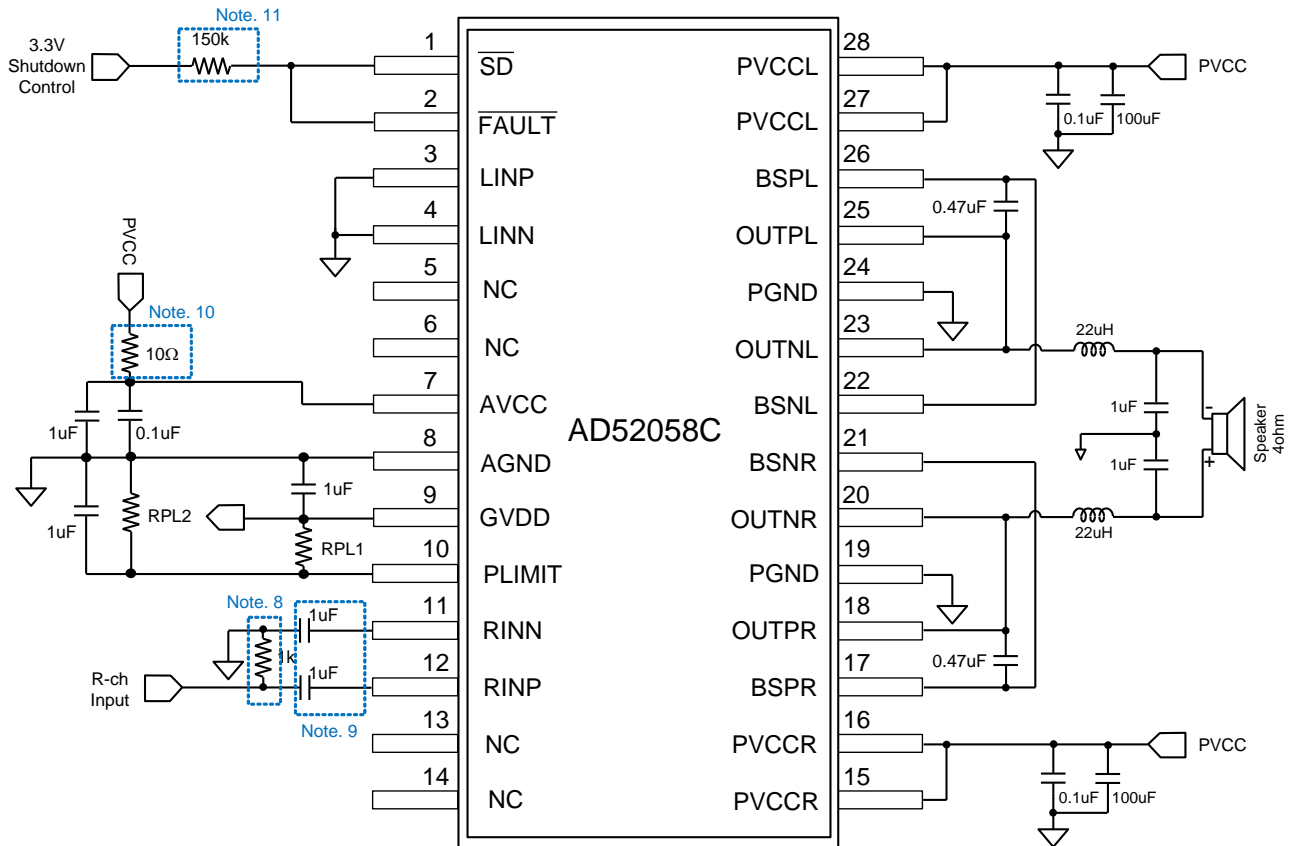 Note. 11
150k
3.3V
Shutdown
Control
1
SD
2
FAULT
3
LINP
4
LINN
5
NC
6
NC
PVCC
Note. 10
10Ω
7
AVCC
1uF
0.1uF
8
AGND
1uF
9
GVDD
1uF
RPL2
RPL1
10
PLIMIT
Note. 8
1uF
11
RINN
1k
1uF
12
RINP
R-ch
Input
Note. 9
13
NC
14
NC
AD52058C
28
PVCCL
PVCC
27
PVCCL
0.1uF
100uF
26
BSPL
0.47uF
25
OUTPL
24
PGND
23
OUTNL
22uH
22
BSNL
1uF
-
Speaker
4ohm
+
21
BSNR
1uF
20
OUTNR
22uH
19
PGND
18
OUTPR
0.47uF
17
BSPR
16
PVCCR
PVCC
15
PVCCR
0.1uF
100uF